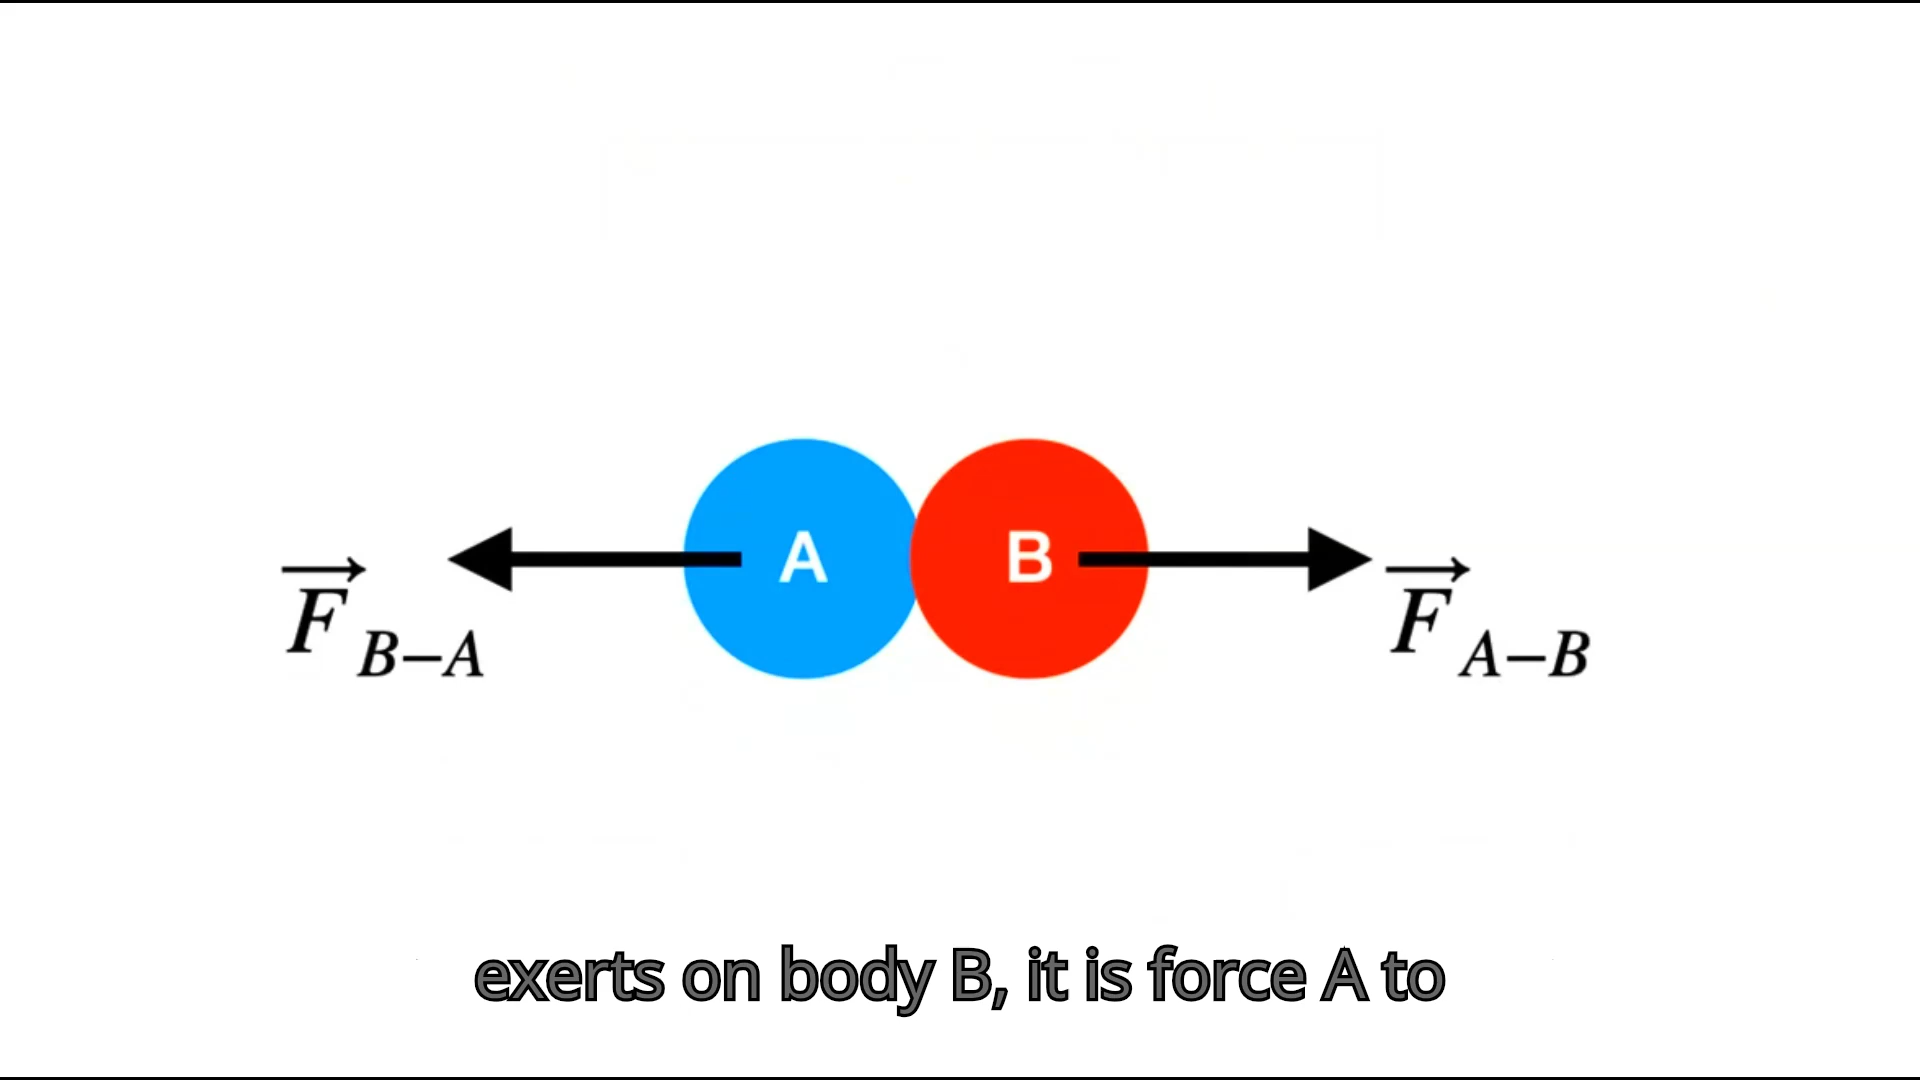 A B
F⃗ B−A
F⃗ A−B
exerts on body B, it is force A to